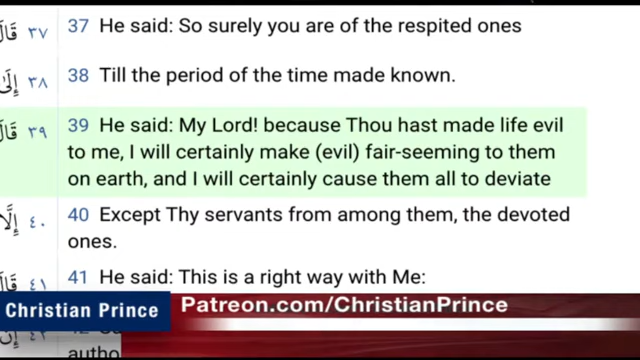 قَالَ ٣٧ 37 He said: So surely you are of the respited ones
إِلَىٰ ٣٨ 38 Till the period of the time made known.
قَالَ ٣٩ 39 He said: My Lord! because Thou hast made life evil
to me, I will certainly make (evil) fair-seeming to them
on earth, and I will certainly cause them all to deviate
إِلَّا ٤٠ 40 Except Thy servants from among them, the devoted
ones.
قَالَ ٤١ 41 He said: This is a right way with Me:
Christian Prince
Patreon.com/ChristianPrince
إِنَّ ٤٢
autho